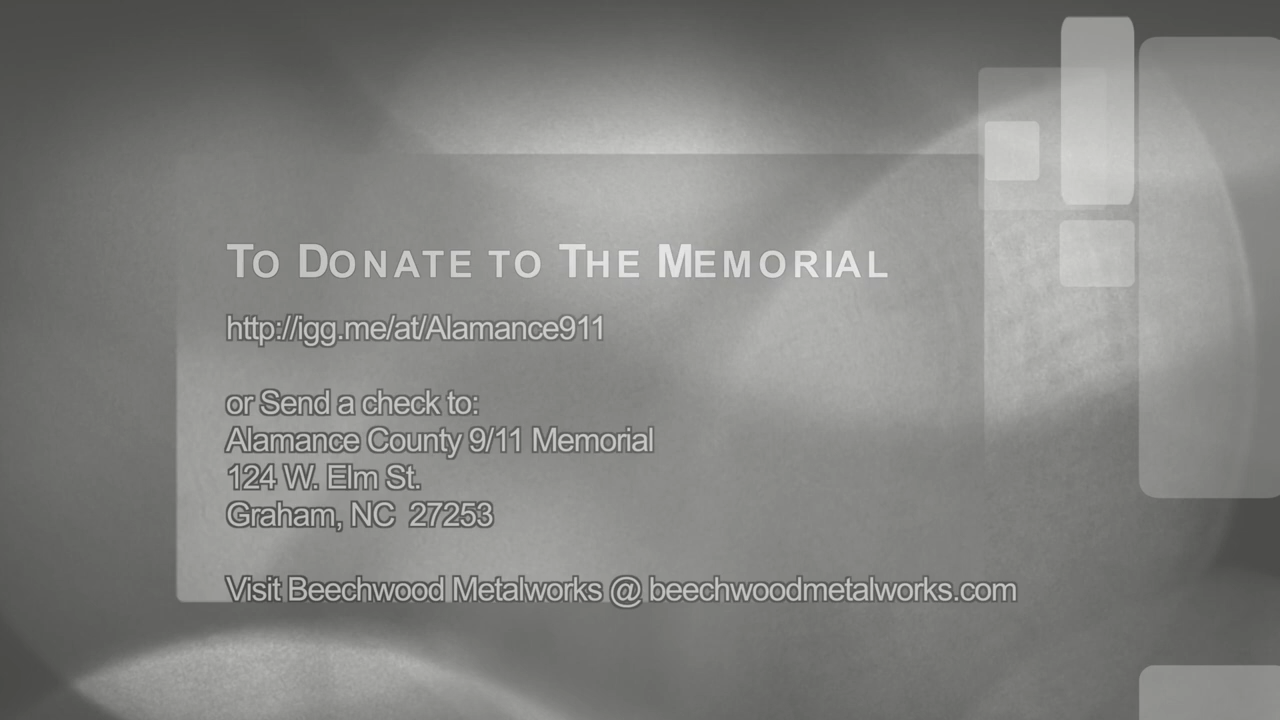 To Donate to The Memorial
http://igg.me/at/Alamance911
or Send a check to:
Alamance County 9/11 Memorial
124 W. Elm St.
Graham, NC  27253
Visit Beechwood Metalworks @ beechwoodmetalworks.com